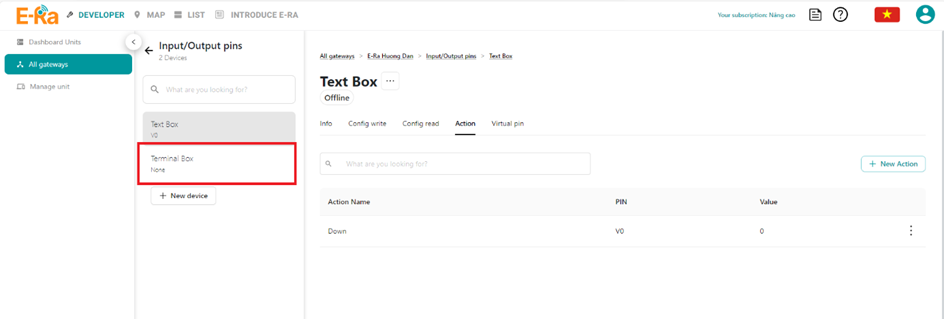 E-Ra DEVELOPER MAP LIST INTRODUCE E-RA Your subscription: Nâng cao
Dashboard Units
All gateways
Manage unit
Input/Output pins
2 Devices
What are you looking for?
Text Box
V0
Terminal Box
None
+ New device
All gateways > E-Ra Huong Dan > Input/Output pins > Text Box
Text Box ...
Offline
Info Config write Config read Action Virtual pin
What are you looking for?
+ New Action
Action Name PIN Value
Down V0 0